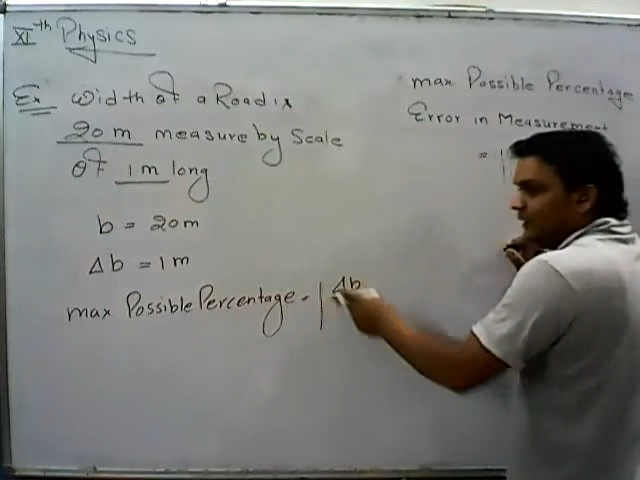 XIth Physics
Ex Width of a Road is
20m measure by Scale
of 1m long
b = 20m
Δb = 1m
max Possible Percentage = | Δb
max Possible Percentage
Error in Measurement
= |